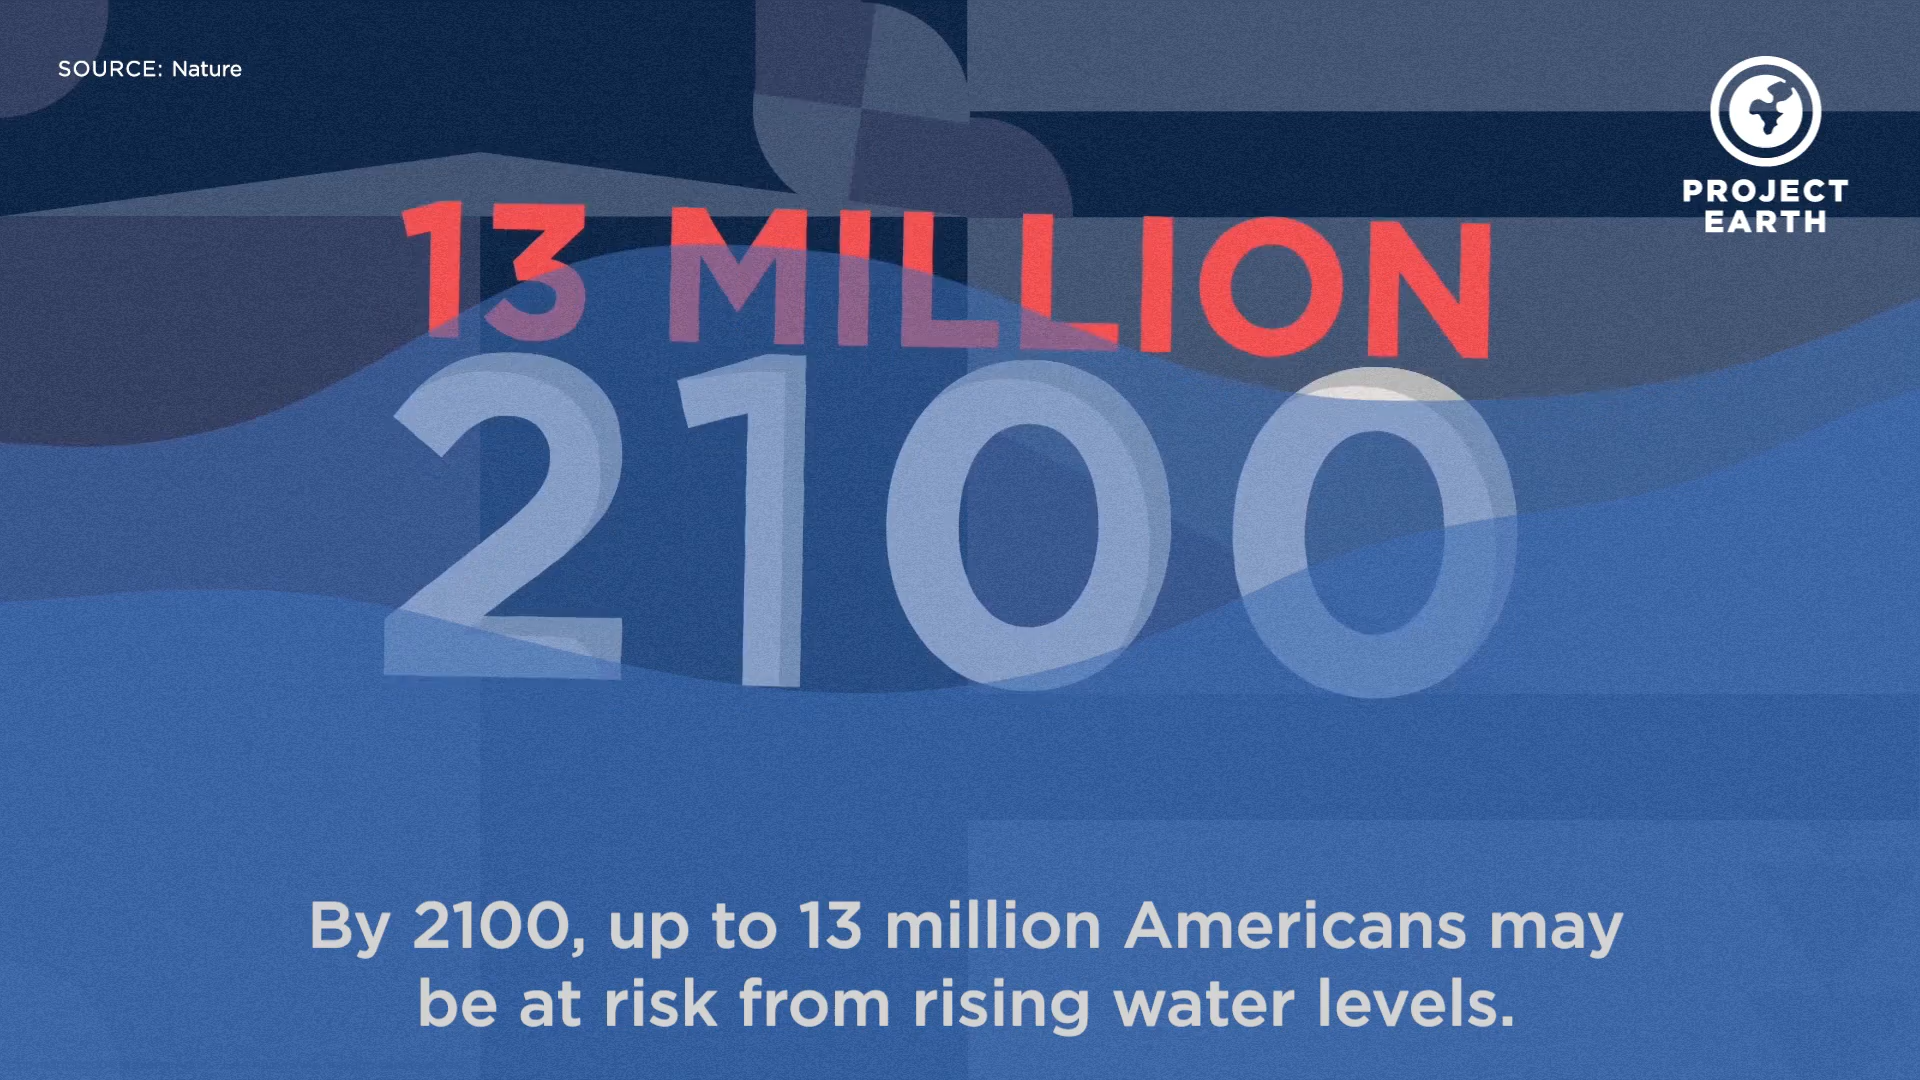 SOURCE: Nature
PROJECT
EARTH
13 MILLION
2100
By 2100, up to 13 million Americans may
be at risk from rising water levels.